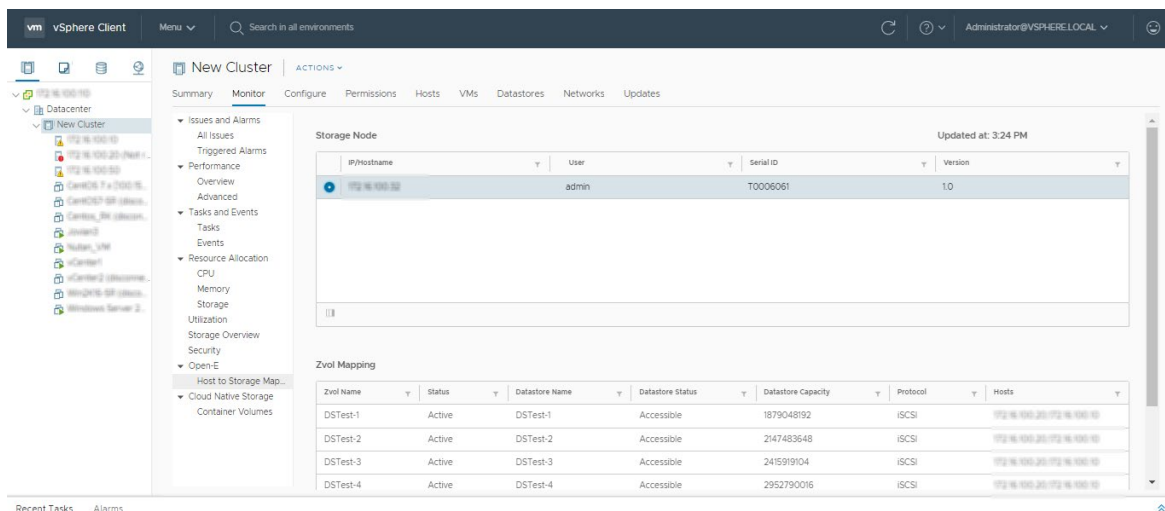 vm vSphere Client Menu Search in all environments Administrator@VSPHERE.LOCAL
New Cluster ACTIONS
Summary Monitor Configure Permissions Hosts VMs Datastores Networks Updates
Datacenter
New Cluster
Issues and Alarms
All Issues
Triggered Alarms
Performance
Overview
Advanced
Tasks and Events
Tasks
Events
Resource Allocation
CPU
Memory
Storage
Utilization
Storage Overview
Security
Open-E
Host to Storage Map...
Cloud Native Storage
Container Volumes
Storage Node Updated at: 3:24 PM
IP/Hostname User Serial ID Version
admin T0006061 1.0
Zvol Mapping
Zvol Name Status Datastore Name Datastore Status Datastore Capacity Protocol Hosts
DSTest-1 Active DSTest-1 Accessible 1879048192 iSCSI
DSTest-2 Active DSTest-2 Accessible 2147483648 iSCSI
DSTest-3 Active DSTest-3 Accessible 2415919104 iSCSI
DSTest-4 Active DSTest-4 Accessible 2952790016 iSCSI
Recent Tasks Alarms